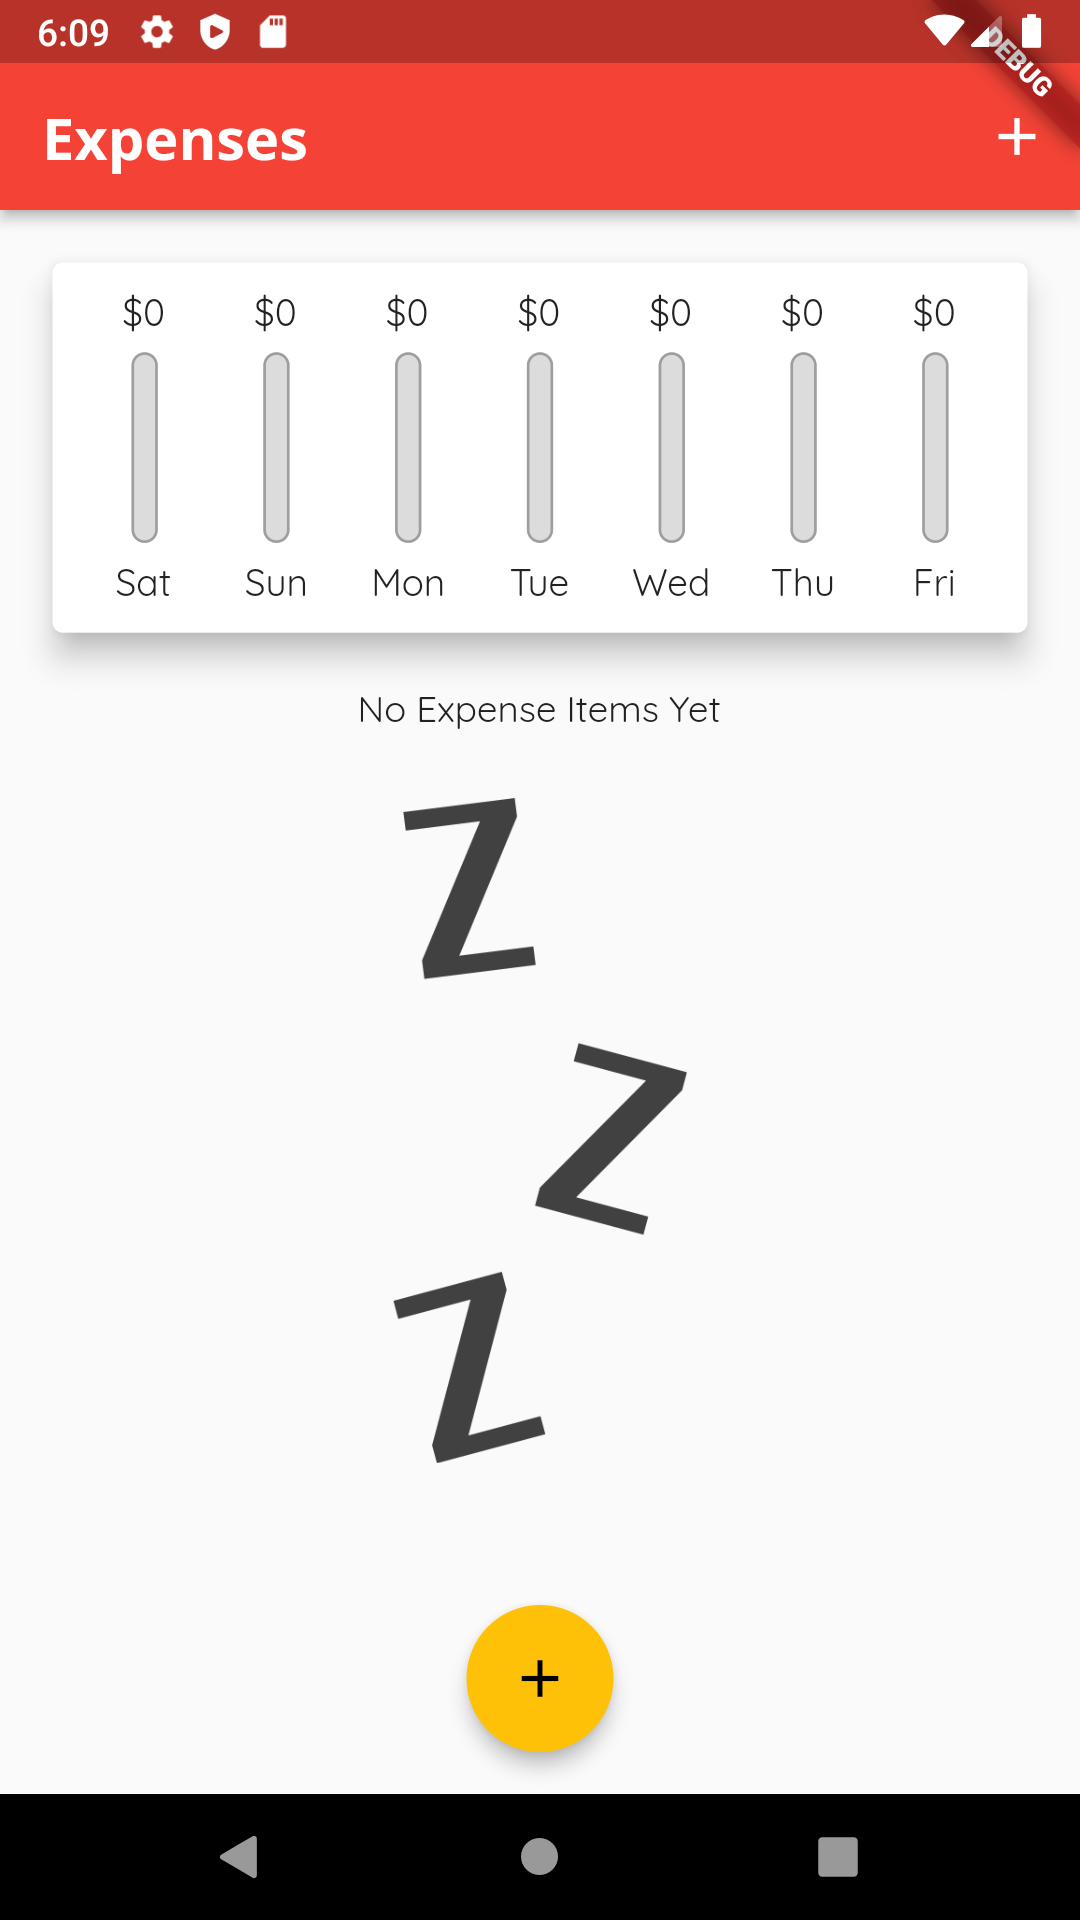 6:09
DEBUG
Expenses
$0 $0 $0 $0 $0 $0 $0
Sat Sun Mon Tue Wed Thu Fri
No Expense Items Yet
Z
Z
Z